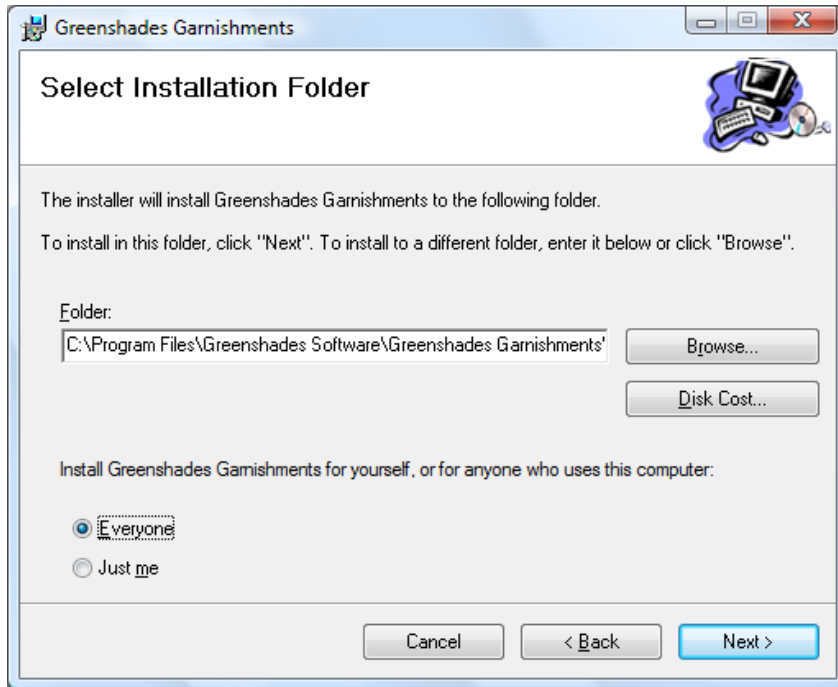 Greenshades Garnishments
Select Installation Folder
The installer will install Greenshades Garnishments to the following folder.
To install in this folder, click "Next". To install to a different folder, enter it below or click "Browse".
Folder:
C:\Program Files\Greenshades Software\Greenshades Garnishments\
Browse...
Disk Cost...
Install Greenshades Garnishments for yourself, or for anyone who uses this computer:
Everyone
Just me
Cancel
< Back
Next >